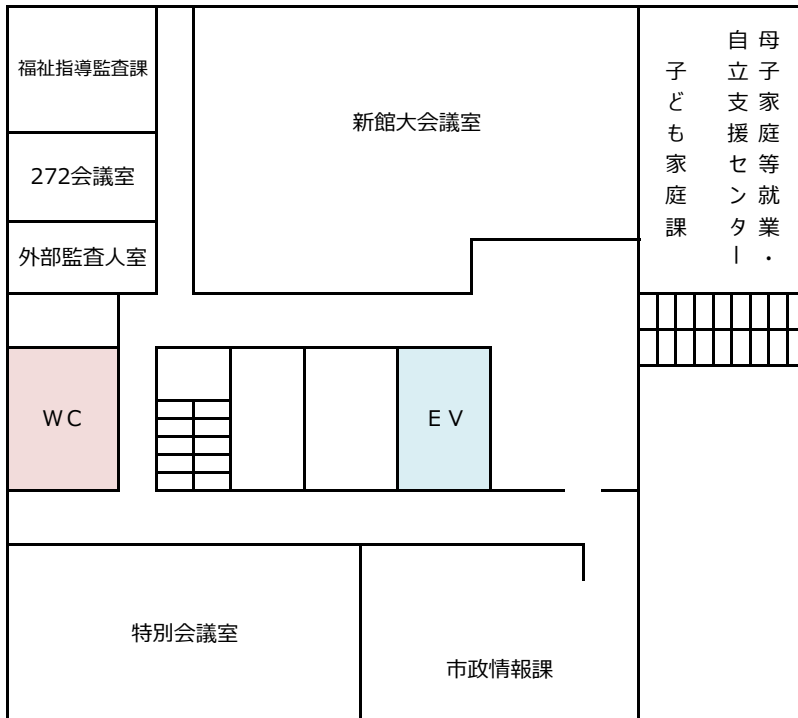 福祉指導監査課
新館大会議室
母子家庭等就業・
自立支援センター
子ども家庭課
272会議室
外部監査人室
WC
EV
特別会議室
市政情報課